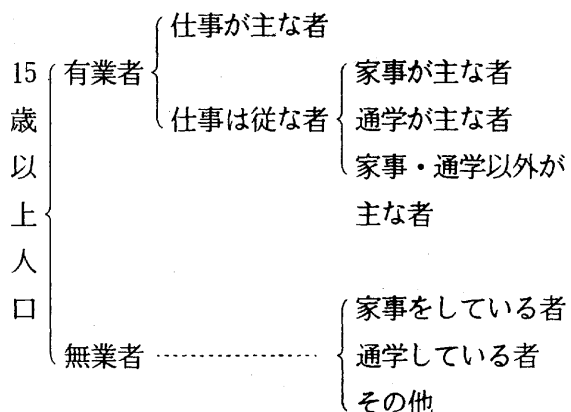 15歳以上人口
有業者
仕事が主な者
仕事は従な者
家事が主な者
通学が主な者
家事・通学以外が
主な者
無業者
家事をしている者
通学している者
その他